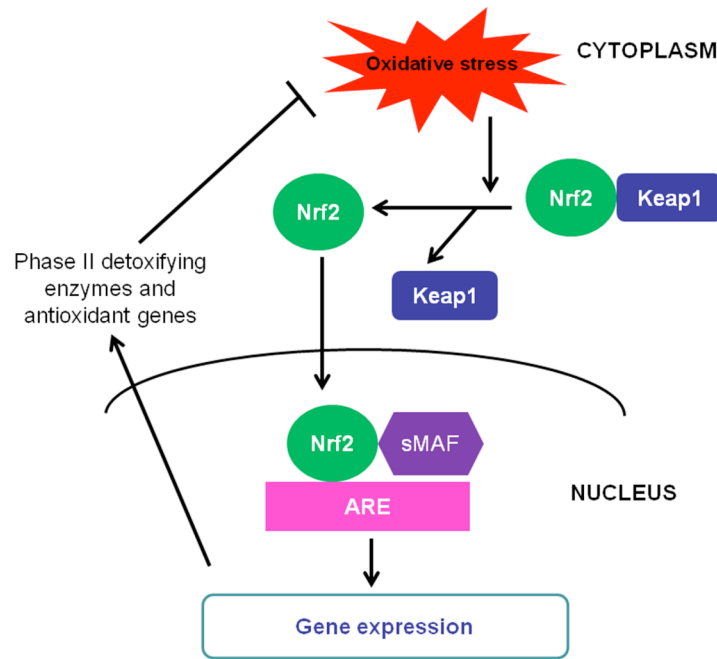 Oxidative stress
CYTOPLASM
Nrf2
Nrf2
Keap1
Keap1
Phase II detoxifying
enzymes and
antioxidant genes
Nrf2
sMAF
ARE
NUCLEUS
Gene expression